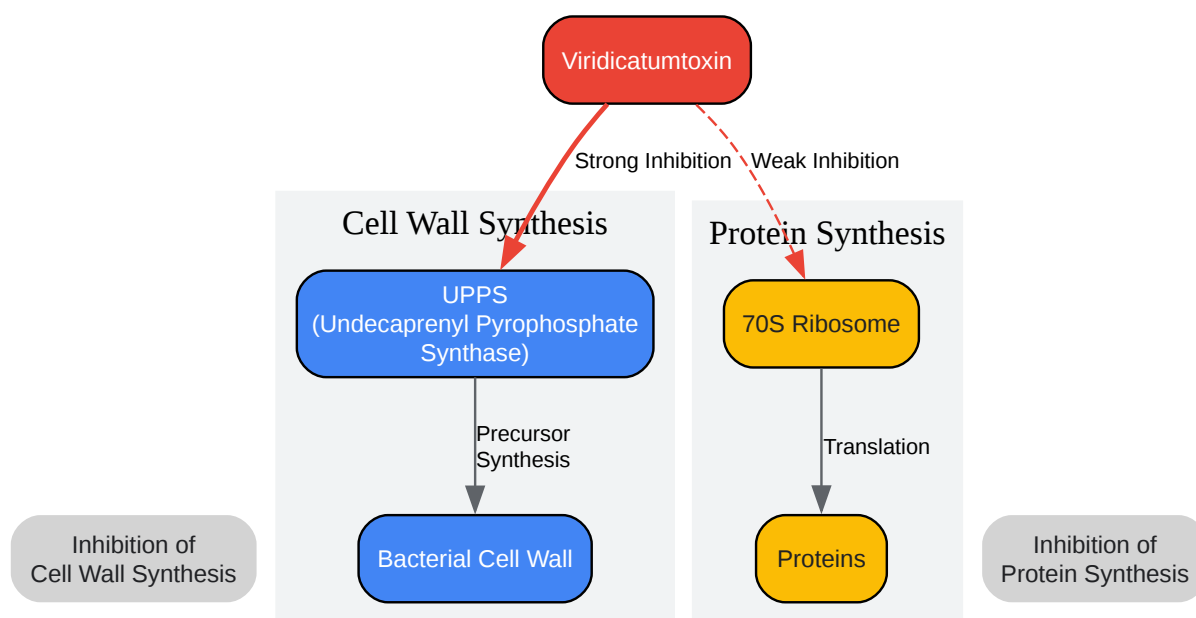 Viridicatumtoxin
Strong Inhibition
Weak Inhibition
Cell Wall Synthesis
Protein Synthesis
UPPS
(Undecaprenyl Pyrophosphate
Synthase)
70S Ribosome
Precursor
Synthesis
Translation
Inhibition of
Cell Wall Synthesis
Bacterial Cell Wall
Proteins
Inhibition of
Protein Synthesis